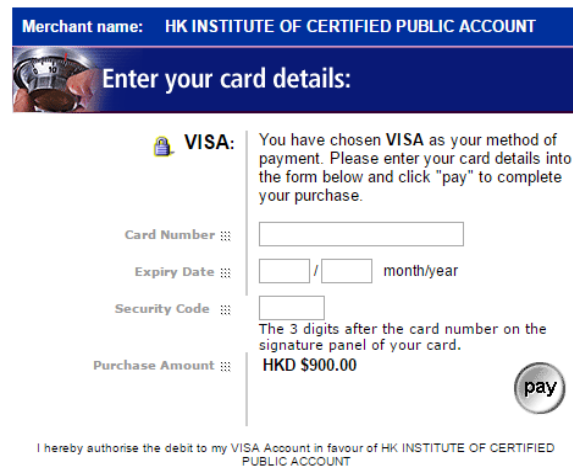 Merchant name: HK INSTITUTE OF CERTIFIED PUBLIC ACCOUNT
Enter your card details:
VISA:
You have chosen VISA as your method of
payment. Please enter your card details into
the form below and click "pay" to complete
your purchase.
Card Number
Expiry Date / month/year
Security Code
The 3 digits after the card number on the
signature panel of your card.
Purchase Amount HKD $900.00
pay
I hereby authorise the debit to my VISA Account in favour of HK INSTITUTE OF CERTIFIED
PUBLIC ACCOUNT